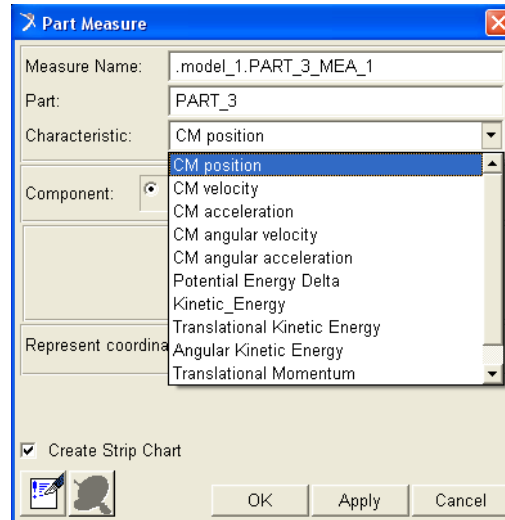 Part Measure
Measure Name: .model_1.PART_3_MEA_1
Part: PART_3
Characteristic: CM position
CM position
CM velocity
Component:
CM acceleration
CM angular velocity
CM angular acceleration
Potential Energy Delta
Kinetic_Energy
Translational Kinetic Energy
Represent coordina
Angular Kinetic Energy
Translational Momentum
Create Strip Chart
OK Apply Cancel